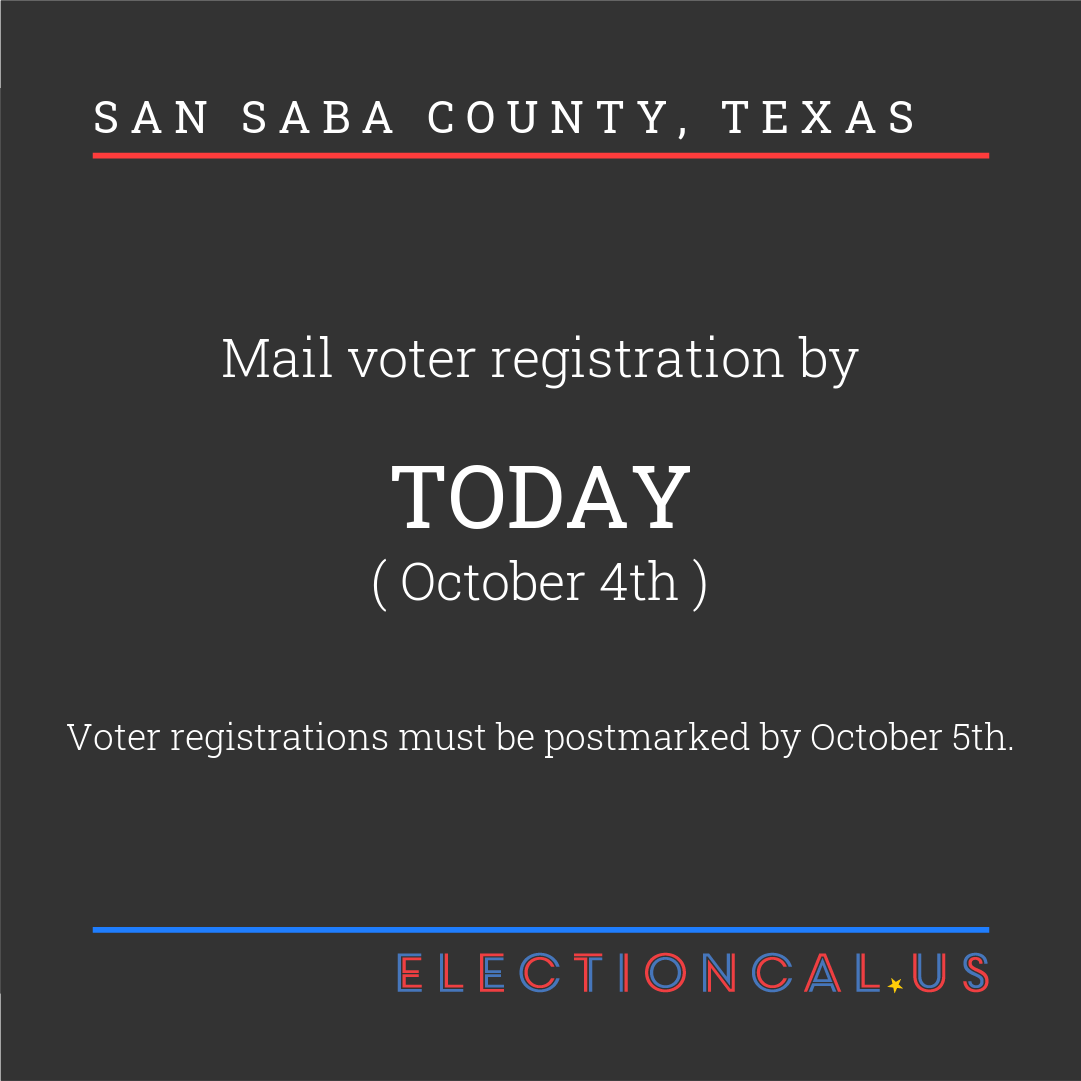 SAN SABA COUNTY, TEXAS
Mail voter registration by
TODAY
( October 4th )
Voter registrations must be postmarked by October 5th.
ELECTIONCAL.US